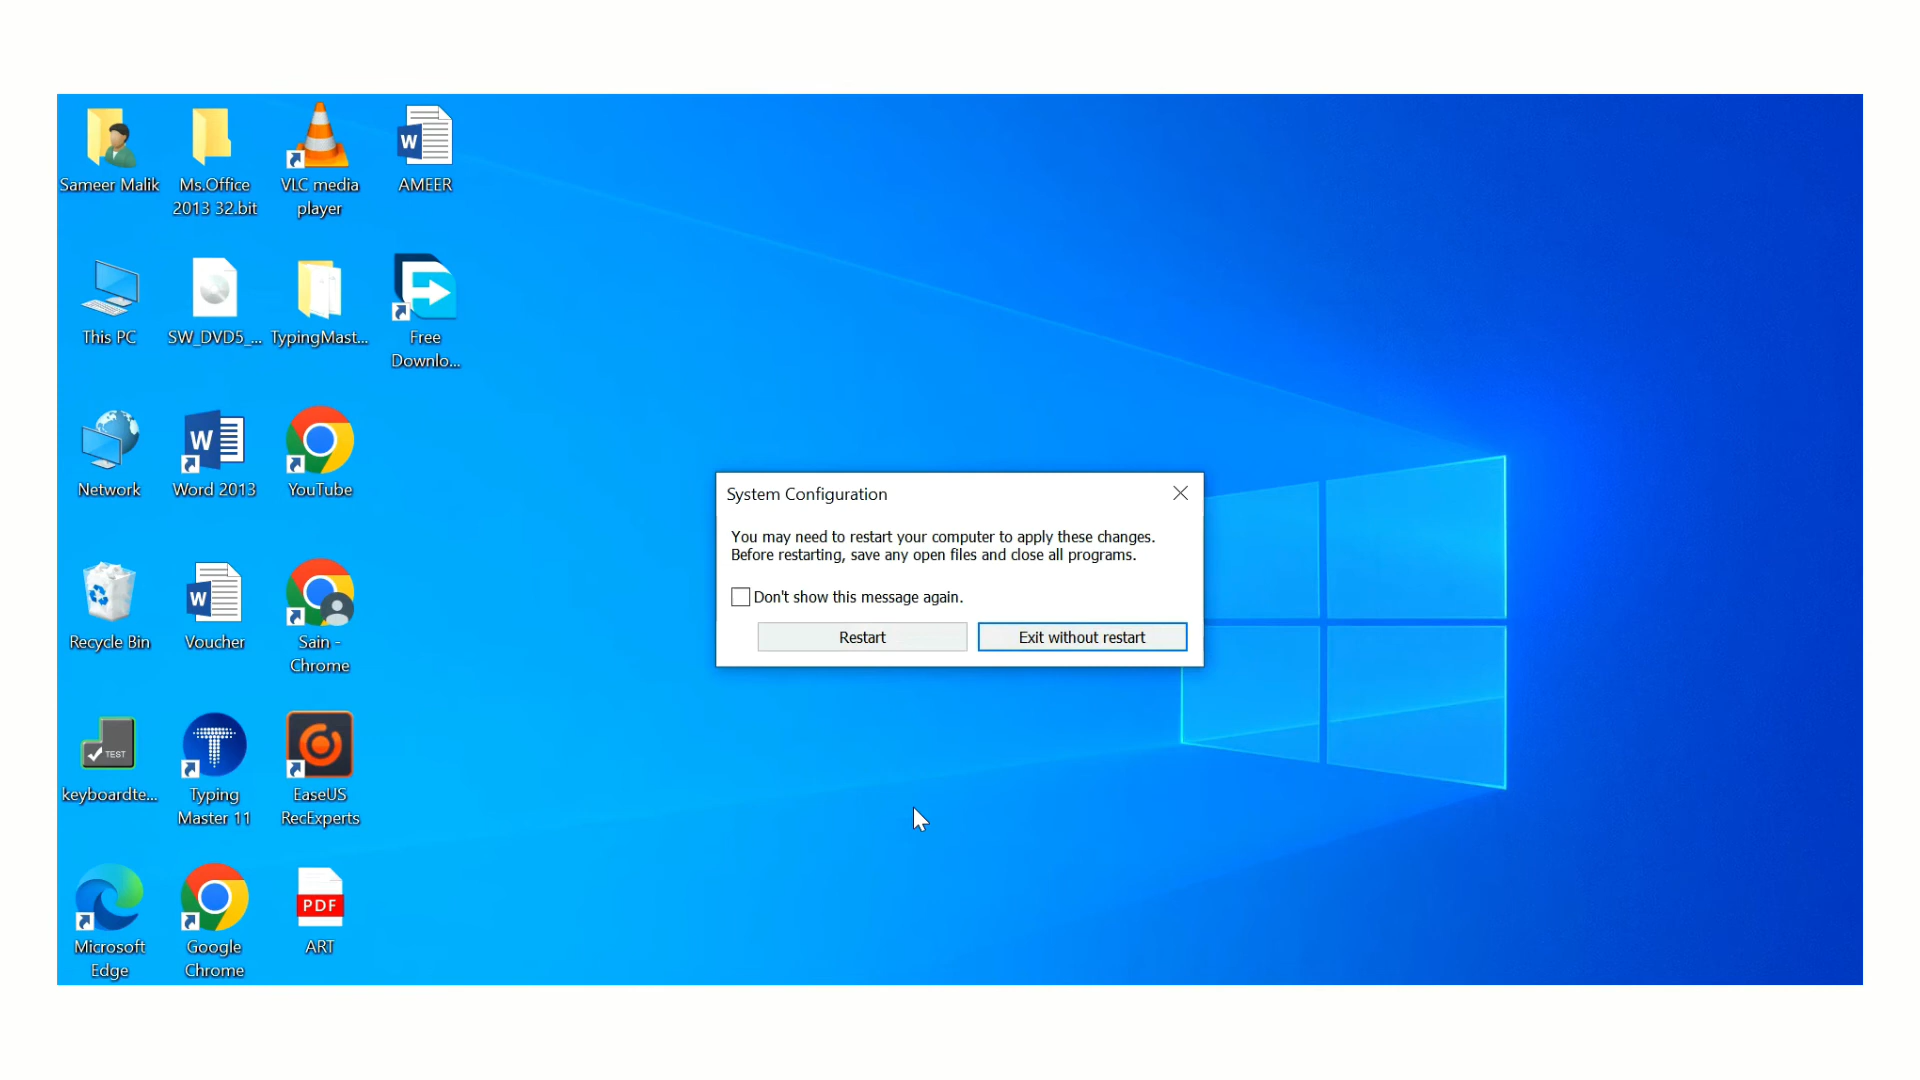 Sameer Malik
Ms.Office
2013 32.bit
VLC media
player
W
AMEER
This PC
SW_DVD5_...
TypingMast...
Free
Downlo...
Network
W
Word 2013
YouTube
System Configuration
You may need to restart your computer to apply these changes.
Before restarting, save any open files and close all programs.
Don't show this message again.
Restart
Exit without restart
Recycle Bin
W
Voucher
Sain -
Chrome
TEST
keyboardte...
T
Typing
Master 11
EaseUS
RecExperts
Microsoft
Edge
Google
Chrome
PDF
ART